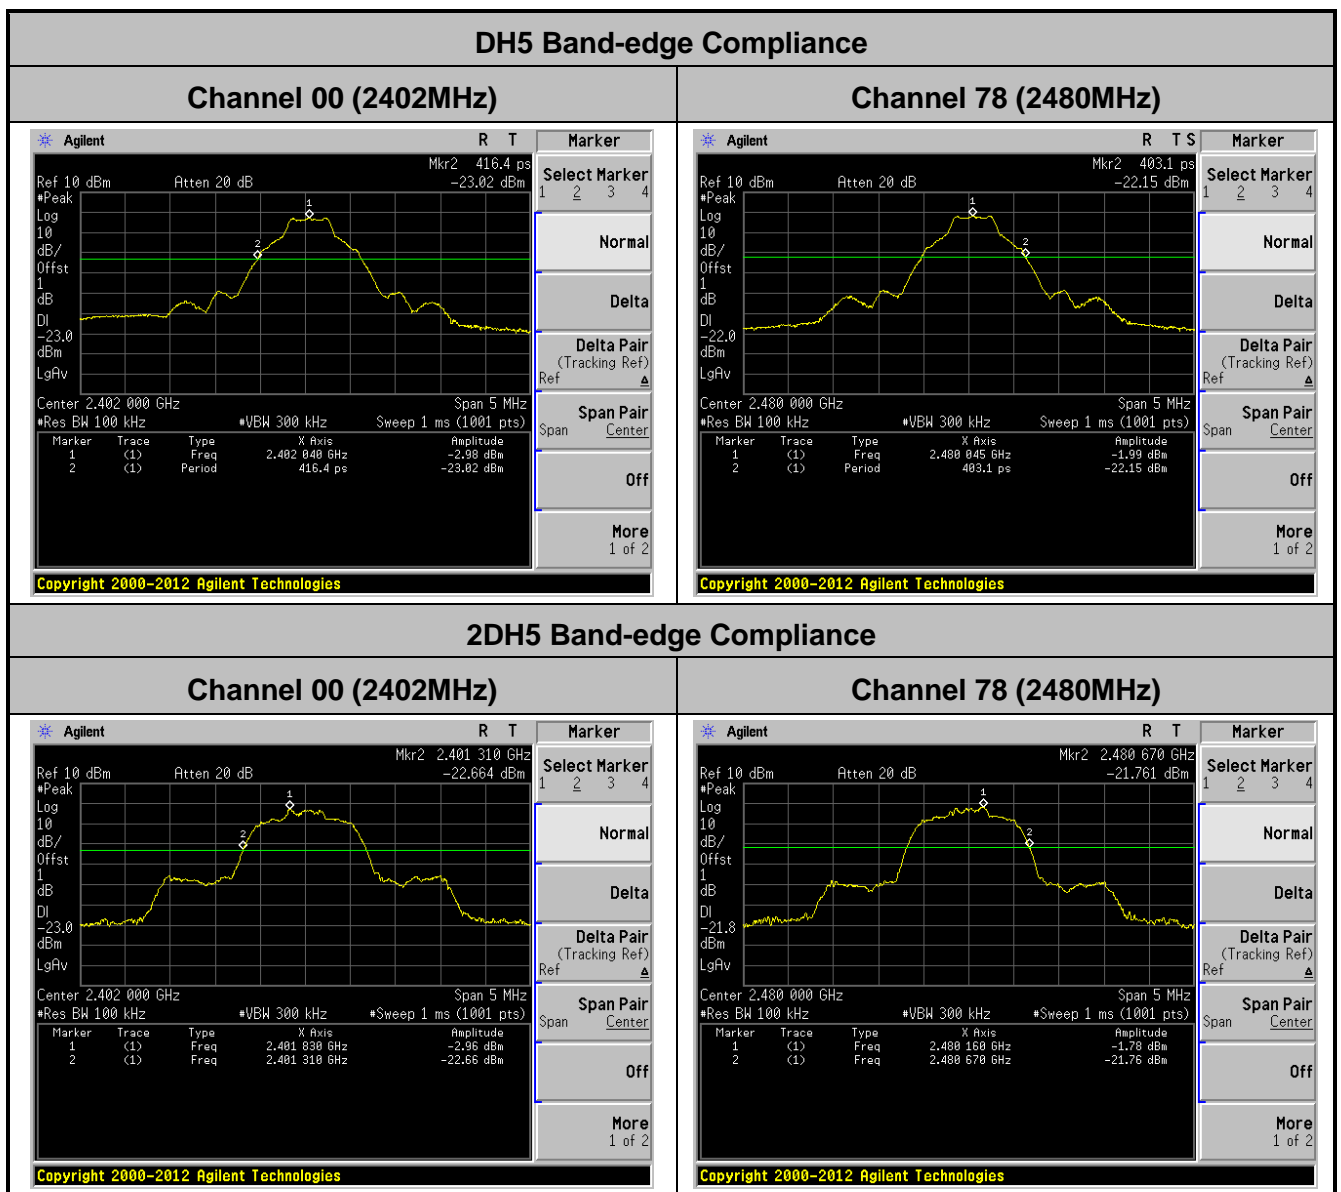 DH5 Band-edge Compliance
Channel 00 (2402MHz)
Channel 78 (2480MHz)
Agilent R T Marker
Mkr2 416.4 ps
Ref 10 dBm Atten 20 dB -23.02 dBm
#Peak
Log
10
dB/
Offst
1
dB
DI
-23.0
dBm
LgAv
1
2
Center 2.402 000 GHz Span 5 MHz
#Res BW 100 kHz #VBW 300 kHz Sweep 1 ms (1001 pts)
Marker Trace Type X Axis Amplitude
1 (1) Freq 2.402 040 GHz -2.98 dBm
2 (1) Period 416.4 ps -23.02 dBm
Select Marker
1 2 3 4
Normal
Delta
Delta Pair
(Tracking Ref)
Ref Δ
Span Pair
Span Center
Off
More
1 of 2
Copyright 2000-2012 Agilent Technologies
Agilent R T S Marker
Mkr2 403.1 ps
Ref 10 dBm Atten 20 dB -22.15 dBm
#Peak
Log
10
dB/
Offst
1
dB
DI
-22.0
dBm
LgAv
1
2
Center 2.480 000 GHz Span 5 MHz
#Res BW 100 kHz #VBW 300 kHz Sweep 1 ms (1001 pts)
Marker Trace Type X Axis Amplitude
1 (1) Freq 2.480 045 GHz -1.99 dBm
2 (1) Period 403.1 ps -22.15 dBm
Select Marker
1 2 3 4
Normal
Delta
Delta Pair
(Tracking Ref)
Ref Δ
Span Pair
Span Center
Off
More
1 of 2
Copyright 2000-2012 Agilent Technologies
2DH5 Band-edge Compliance
Channel 00 (2402MHz)
Channel 78 (2480MHz)
Agilent R T Marker
Mkr2 2.401 310 GHz
Ref 10 dBm Atten 20 dB -22.664 dBm
#Peak
Log
10
dB/
Offst
1
dB
DI
-23.0
dBm
LgAv
1
2
Center 2.402 000 GHz Span 5 MHz
#Res BW 100 kHz #VBW 300 kHz #Sweep 1 ms (1001 pts)
Marker Trace Type X Axis Amplitude
1 (1) Freq 2.401 830 GHz -2.96 dBm
2 (1) Freq 2.401 310 GHz -22.66 dBm
Select Marker
1 2 3 4
Normal
Delta
Delta Pair
(Tracking Ref)
Ref Δ
Span Pair
Span Center
Off
More
1 of 2
Copyright 2000-2012 Agilent Technologies
Agilent R T Marker
Mkr2 2.480 670 GHz
Ref 10 dBm Atten 20 dB -21.761 dBm
#Peak
Log
10
dB/
Offst
1
dB
DI
-21.8
dBm
LgAv
1
2
Center 2.480 000 GHz Span 5 MHz
#Res BW 100 kHz #VBW 300 kHz #Sweep 1 ms (1001 pts)
Marker Trace Type X Axis Amplitude
1 (1) Freq 2.480 160 GHz -1.78 dBm
2 (1) Freq 2.480 670 GHz -21.76 dBm
Select Marker
1 2 3 4
Normal
Delta
Delta Pair
(Tracking Ref)
Ref Δ
Span Pair
Span Center
Off
More
1 of 2
Copyright 2000-2012 Agilent Technologies